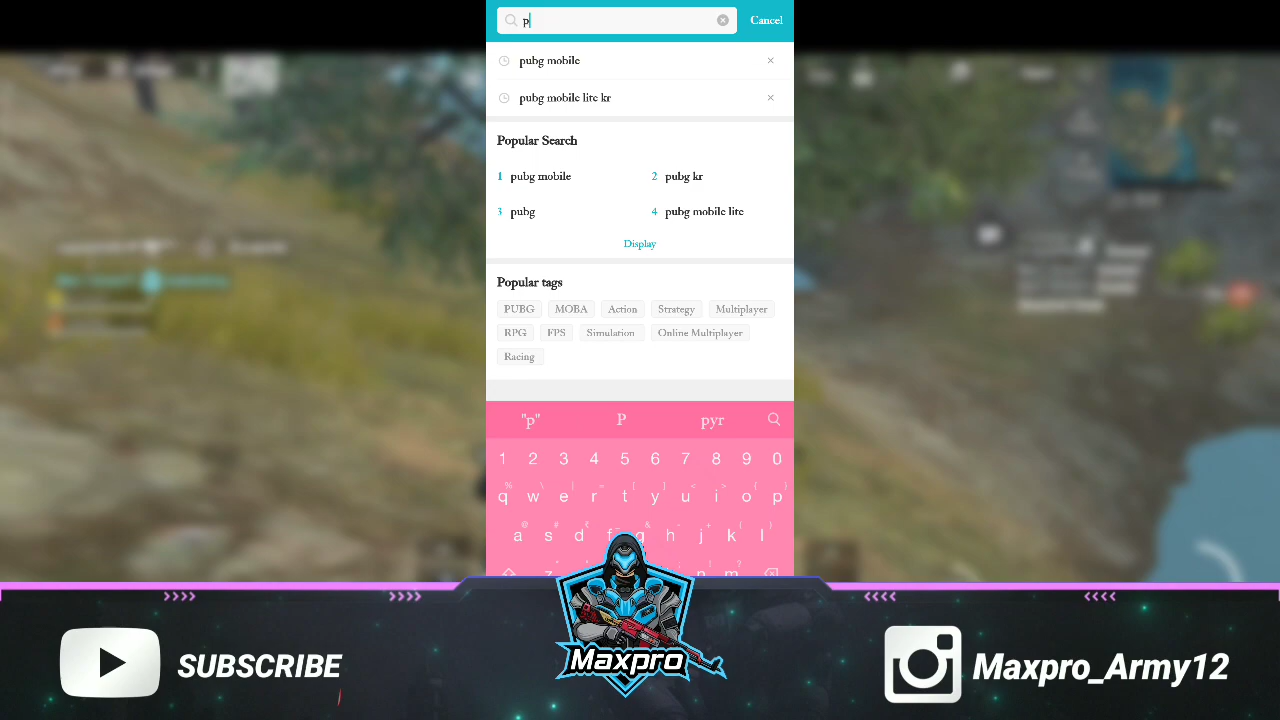 p
Cancel
pubg mobile
pubg mobile lite kr
Popular Search
1 pubg mobile
2 pubg kr
3 pubg
4 pubg mobile lite
Display
Popular tags
PUBG MOBA Action Strategy Multiplayer
RPG FPS Simulation Online Multiplayer
Racing
"p" P pyr
1 2 3 4 5 6 7 8 9 0
q w e r t y u i o p
a s d f g h j k l
z n m
SUBSCRIBE
Maxpro
Maxpro_Army12